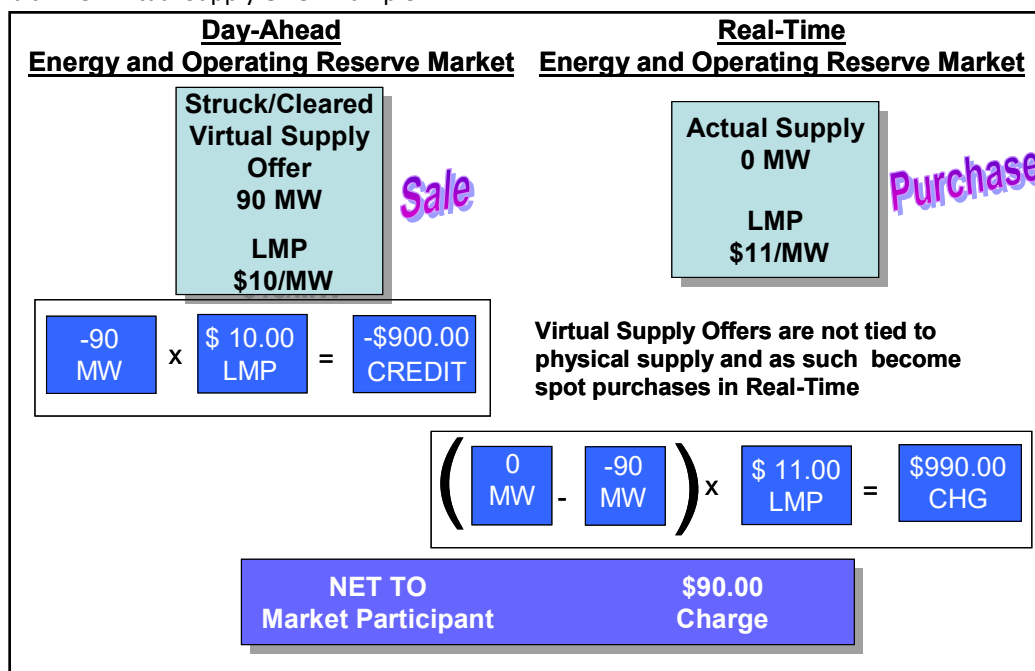 Day-Ahead
Energy and Operating Reserve Market
Struck/Cleared
Virtual Supply
Offer
90 MW
LMP
$10/MW
Sale
Real-Time
Energy and Operating Reserve Market
Actual Supply
0 MW
LMP
$11/MW
Purchase
-90
MW
x
$ 10.00
LMP
=
-$900.00
CREDIT
Virtual Supply Offers are not tied to
physical supply and as such become
spot purchases in Real-Time
(
0
MW
-
-90
MW
)
x
$ 11.00
LMP
=
$990.00
CHG
NET TO
Market Participant
$90.00
Charge